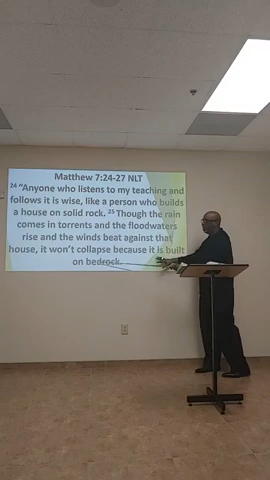 Matthew 7:24-27 NLT
24 "Anyone who listens to my teaching and
follows it is wise, like a person who builds
a house on solid rock. 25 Though the rain
comes in torrents and the floodwaters
rise and the winds beat against that
house, it won't collapse because it is built
on bedrock.